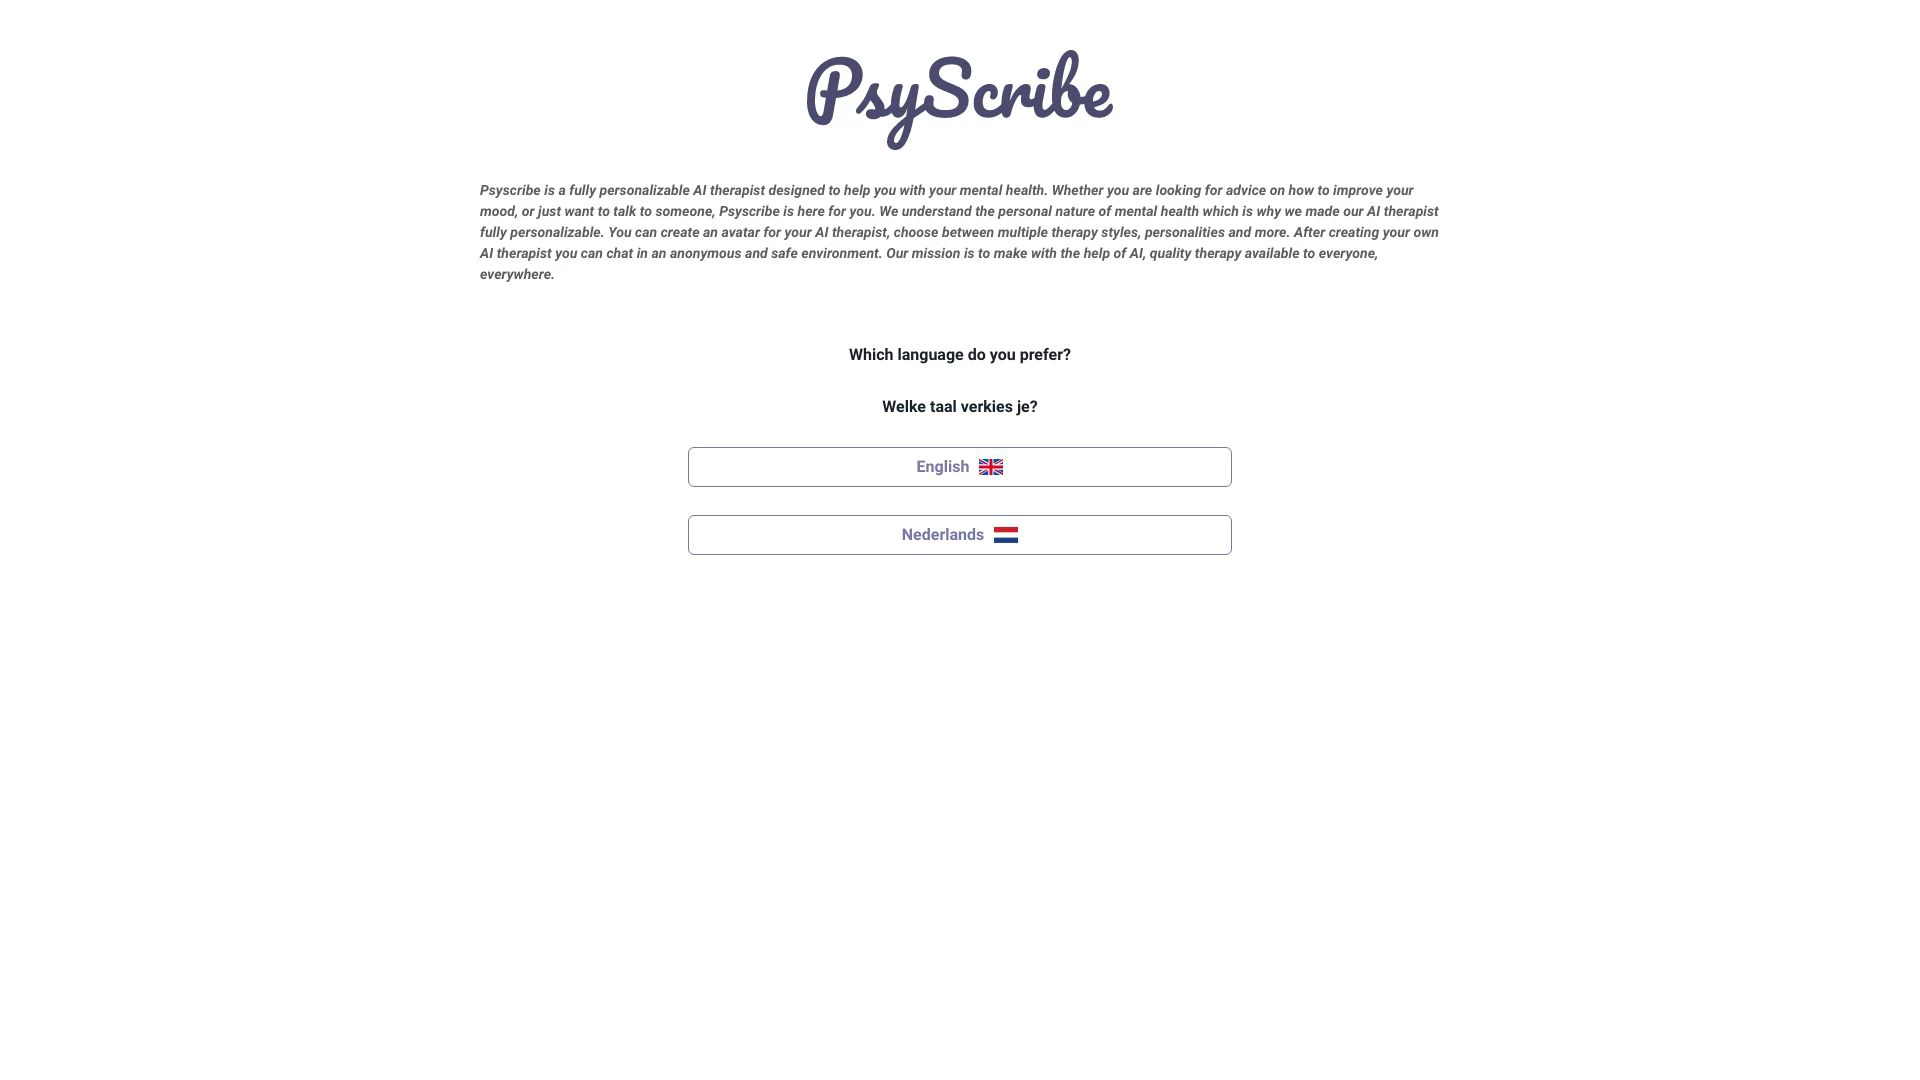 PsyScribe
Psyscribe is a fully personalizable AI therapist designed to help you with your mental health. Whether you are looking for advice on how to improve your
mood, or just want to talk to someone, Psyscribe is here for you. We understand the personal nature of mental health which is why we made our AI therapist
fully personalizable. You can create an avatar for your AI therapist, choose between multiple therapy styles, personalities and more. After creating your own
AI therapist you can chat in an anonymous and safe environment. Our mission is to make with the help of AI, quality therapy available to everyone,
everywhere.
Which language do you prefer?
Welke taal verkies je?
English
Nederlands